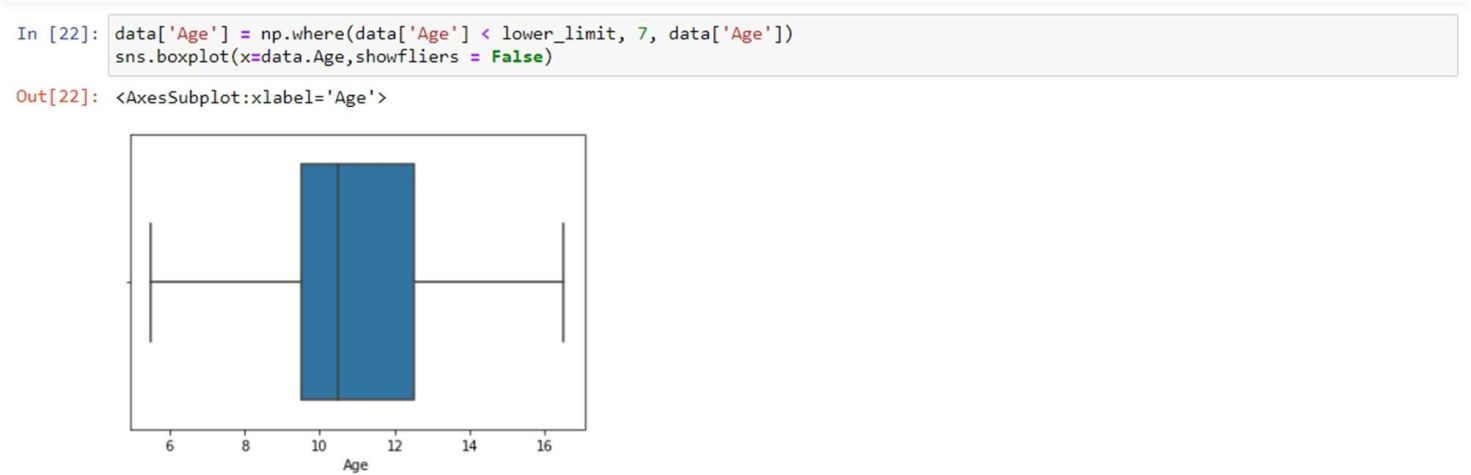 In [22]: data['Age'] = np.where(data['Age'] < lower_limit, 7, data['Age'])
sns.boxplot(x=data.Age,showfliers = False)
Out[22]: <AxesSubplot:xlabel='Age'>
6 8 10 12 14 16
Age